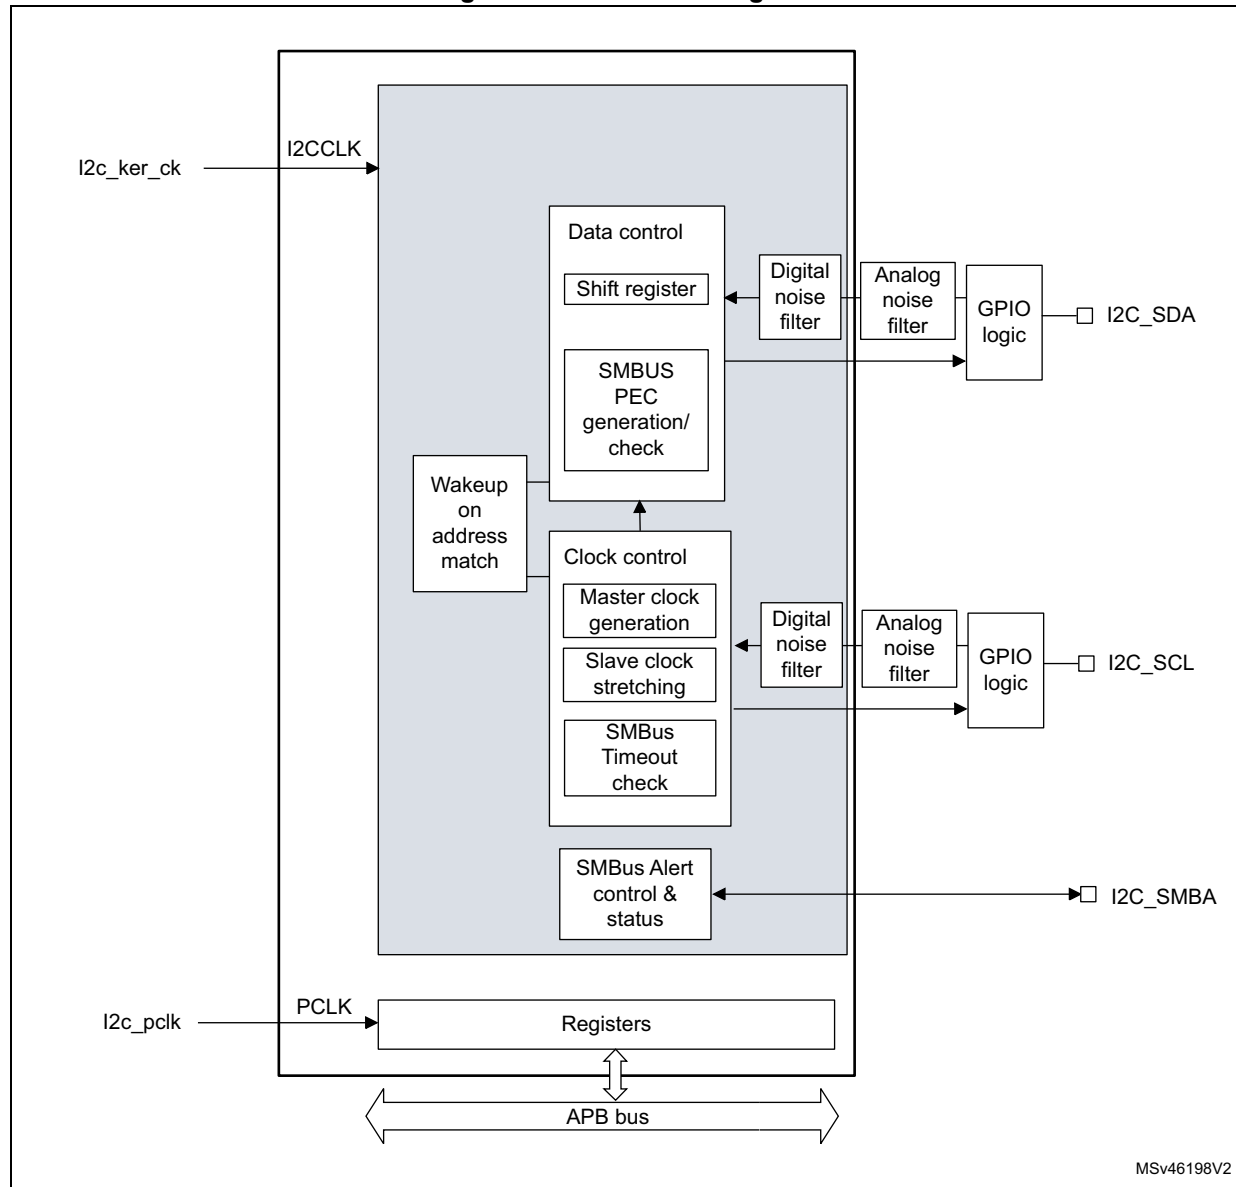 I2CCLK
I2c_ker_ck
Data control
Shift register
SMBUS
PEC
generation/
check
Digital
noise
filter
Analog
noise
filter
GPIO
logic
I2C_SDA
Wakeup
on
address
match
Clock control
Master clock
generation
Slave clock
stretching
SMBus
Timeout
check
Digital
noise
filter
Analog
noise
filter
GPIO
logic
I2C_SCL
SMBus Alert
control &
status
I2C_SMBA
PCLK
I2c_pclk
Registers
APB bus
MSv46198V2